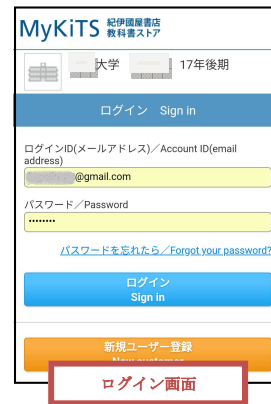 MyKiTS 紀伊國屋書店
教科書ストア
大学 17年後期
ログイン Sign in
ログインID(メールアドレス)／Account ID(email
address)
@gmail.com
パスワード／Password
••••••••
パスワードを忘れたら／Forgot your password?
ログイン
Sign in
新規ユーザー登録
New customer
ログイン画面